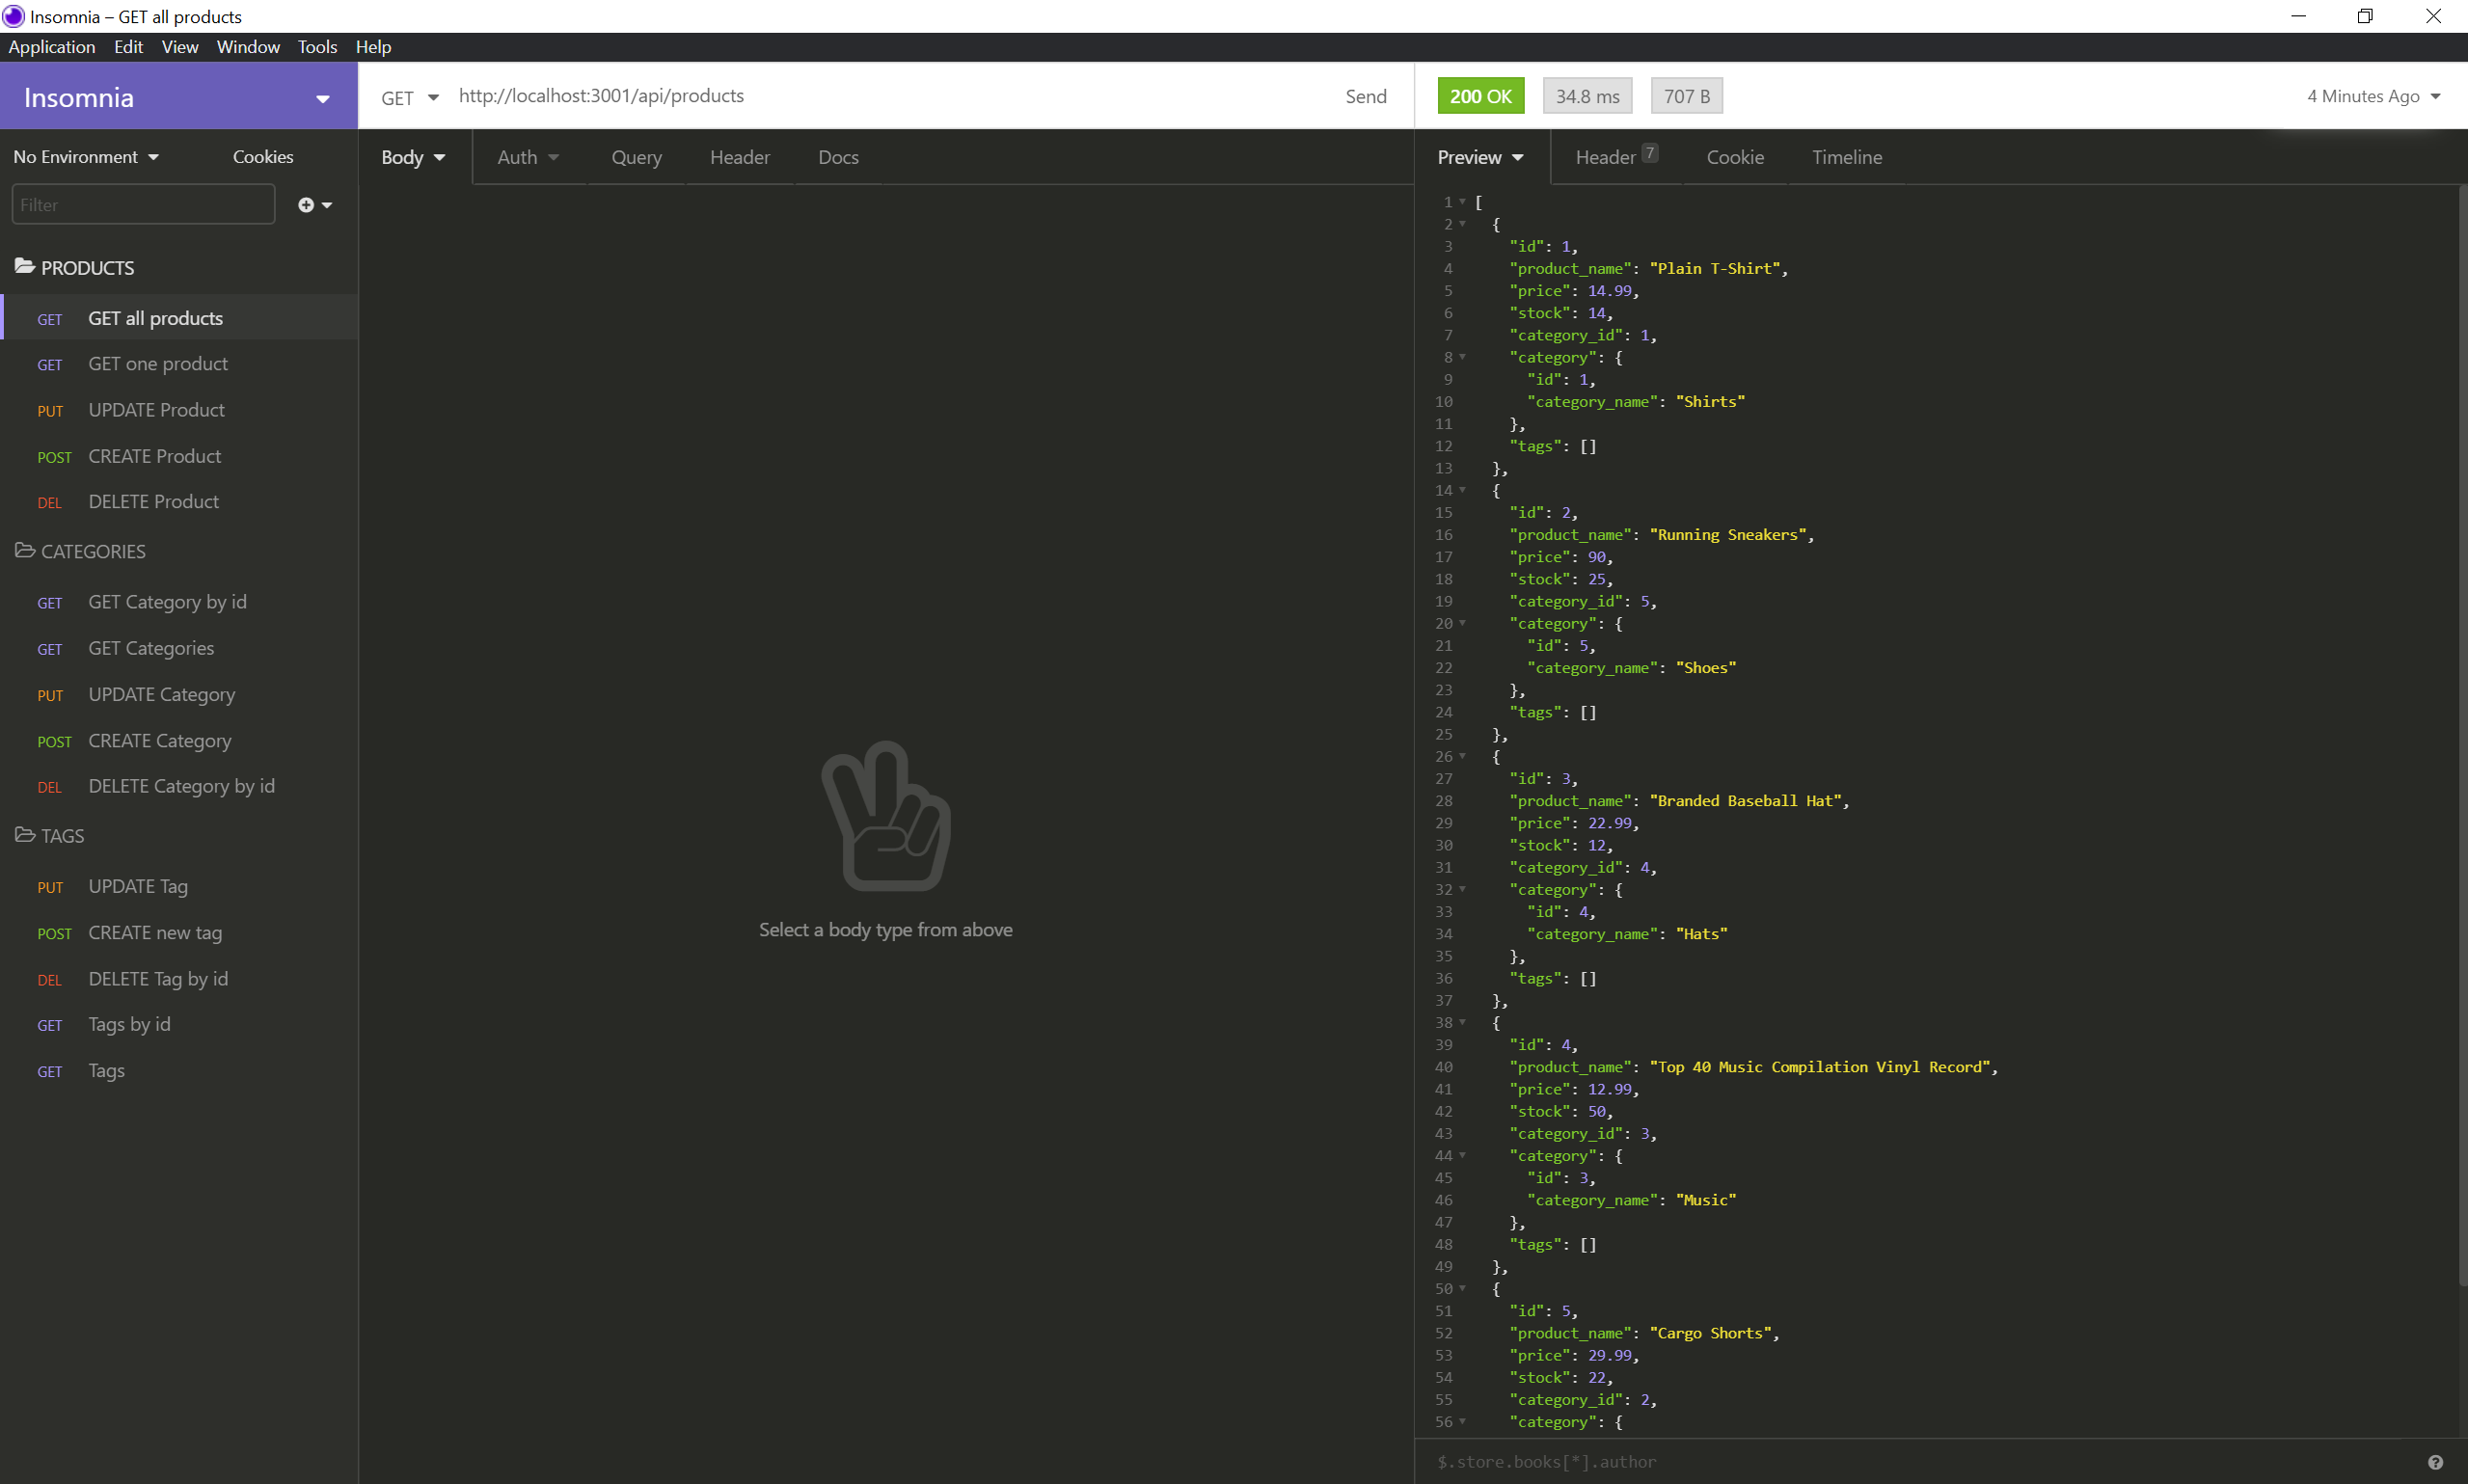 Insomnia – GET all products
Application Edit View Window Tools Help
Insomnia
GET http://localhost:3001/api/products Send
200 OK 34.8 ms 707 B 4 Minutes Ago
No Environment Cookies
Body Auth Query Header Docs
Preview Header 7 Cookie Timeline
Filter
PRODUCTS
GET GET all products
GET GET one product
PUT UPDATE Product
POST CREATE Product
DEL DELETE Product
CATEGORIES
GET GET Category by id
GET GET Categories
PUT UPDATE Category
POST CREATE Category
DEL DELETE Category by id
TAGS
PUT UPDATE Tag
POST CREATE new tag
DEL DELETE Tag by id
GET Tags by id
GET Tags
Select a body type from above
1 [
2 {
3 "id": 1,
4 "product_name": "Plain T-Shirt",
5 "price": 14.99,
6 "stock": 14,
7 "category_id": 1,
8 "category": {
9 "id": 1,
10 "category_name": "Shirts"
11 },
12 "tags": []
13 },
14 {
15 "id": 2,
16 "product_name": "Running Sneakers",
17 "price": 90,
18 "stock": 25,
19 "category_id": 5,
20 "category": {
21 "id": 5,
22 "category_name": "Shoes"
23 },
24 "tags": []
25 },
26 {
27 "id": 3,
28 "product_name": "Branded Baseball Hat",
29 "price": 22.99,
30 "stock": 12,
31 "category_id": 4,
32 "category": {
33 "id": 4,
34 "category_name": "Hats"
35 },
36 "tags": []
37 },
38 {
39 "id": 4,
40 "product_name": "Top 40 Music Compilation Vinyl Record",
41 "price": 12.99,
42 "stock": 50,
43 "category_id": 3,
44 "category": {
45 "id": 3,
46 "category_name": "Music"
47 },
48 "tags": []
49 },
50 {
51 "id": 5,
52 "product_name": "Cargo Shorts",
53 "price": 29.99,
54 "stock": 22,
55 "category_id": 2,
56 "category": {
$.store.books[*].author